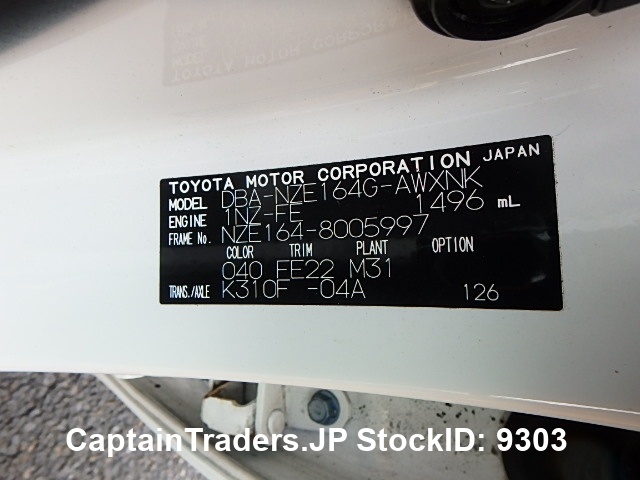 TOYOTA MOTOR CORPORATION JAPAN
MODEL DBA-NZE164G-AWXNK
ENGINE 1NZ-FE 1496 mL
FRAME No. NZE164-8005997
COLOR TRIM PLANT OPTION
040 FE22 M31
TRANS./AXLE K310F -04A 126
CaptainTraders.JP StockID: 9303